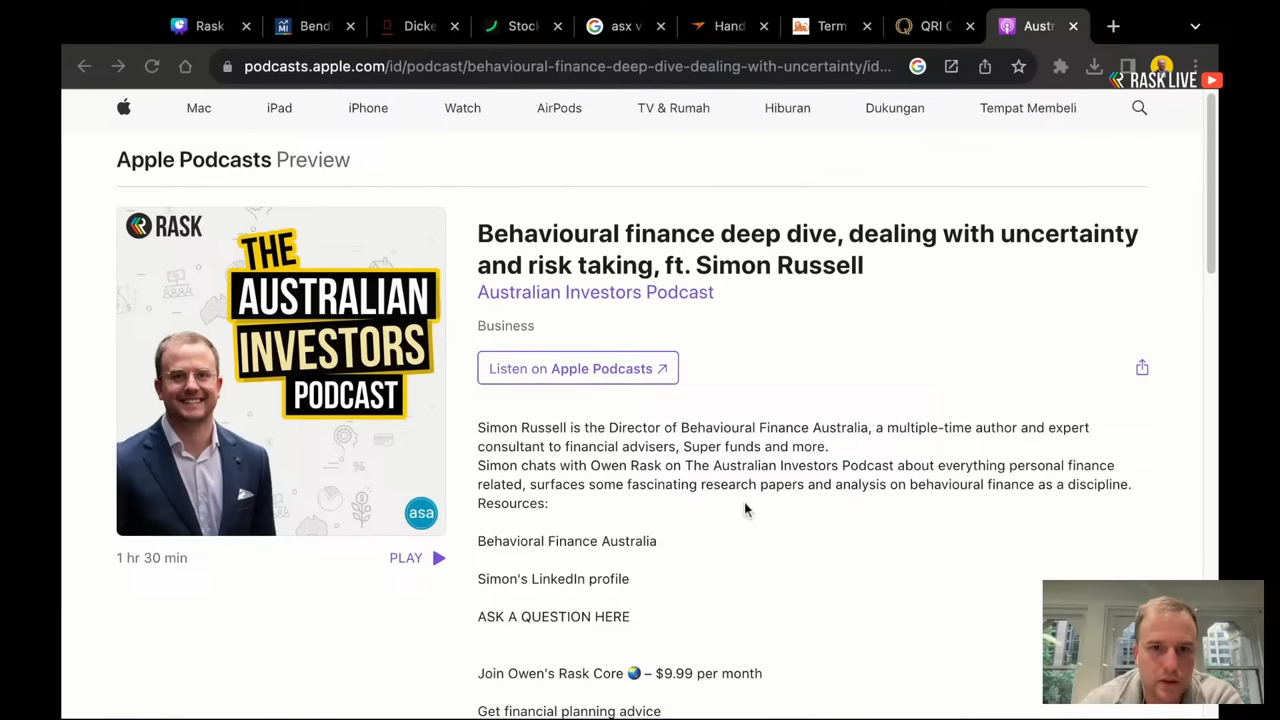 Rask
Bend
Dicke
Stock
asx v
Hand
Term
QRI C
Austr
podcasts.apple.com/id/podcast/behavioural-finance-deep-dive-dealing-with-uncertainty/id...
RASK LIVE
Mac
iPad
iPhone
Watch
AirPods
TV & Rumah
Hiburan
Dukungan
Tempat Membeli
Apple Podcasts Preview
RASK
THE
AUSTRALIAN
INVESTORS
PODCAST
asa
1 hr 30 min
PLAY
Behavioural finance deep dive, dealing with uncertainty
and risk taking, ft. Simon Russell
Australian Investors Podcast
Business
Listen on Apple Podcasts ↗
Simon Russell is the Director of Behavioural Finance Australia, a multiple-time author and expert
consultant to financial advisers, Super funds and more.
Simon chats with Owen Rask on The Australian Investors Podcast about everything personal finance
related, surfaces some fascinating research papers and analysis on behavioural finance as a discipline.
Resources:
Behavioral Finance Australia
Simon's LinkedIn profile
ASK A QUESTION HERE
Join Owen's Rask Core 🌏 – $9.99 per month
Get financial planning advice